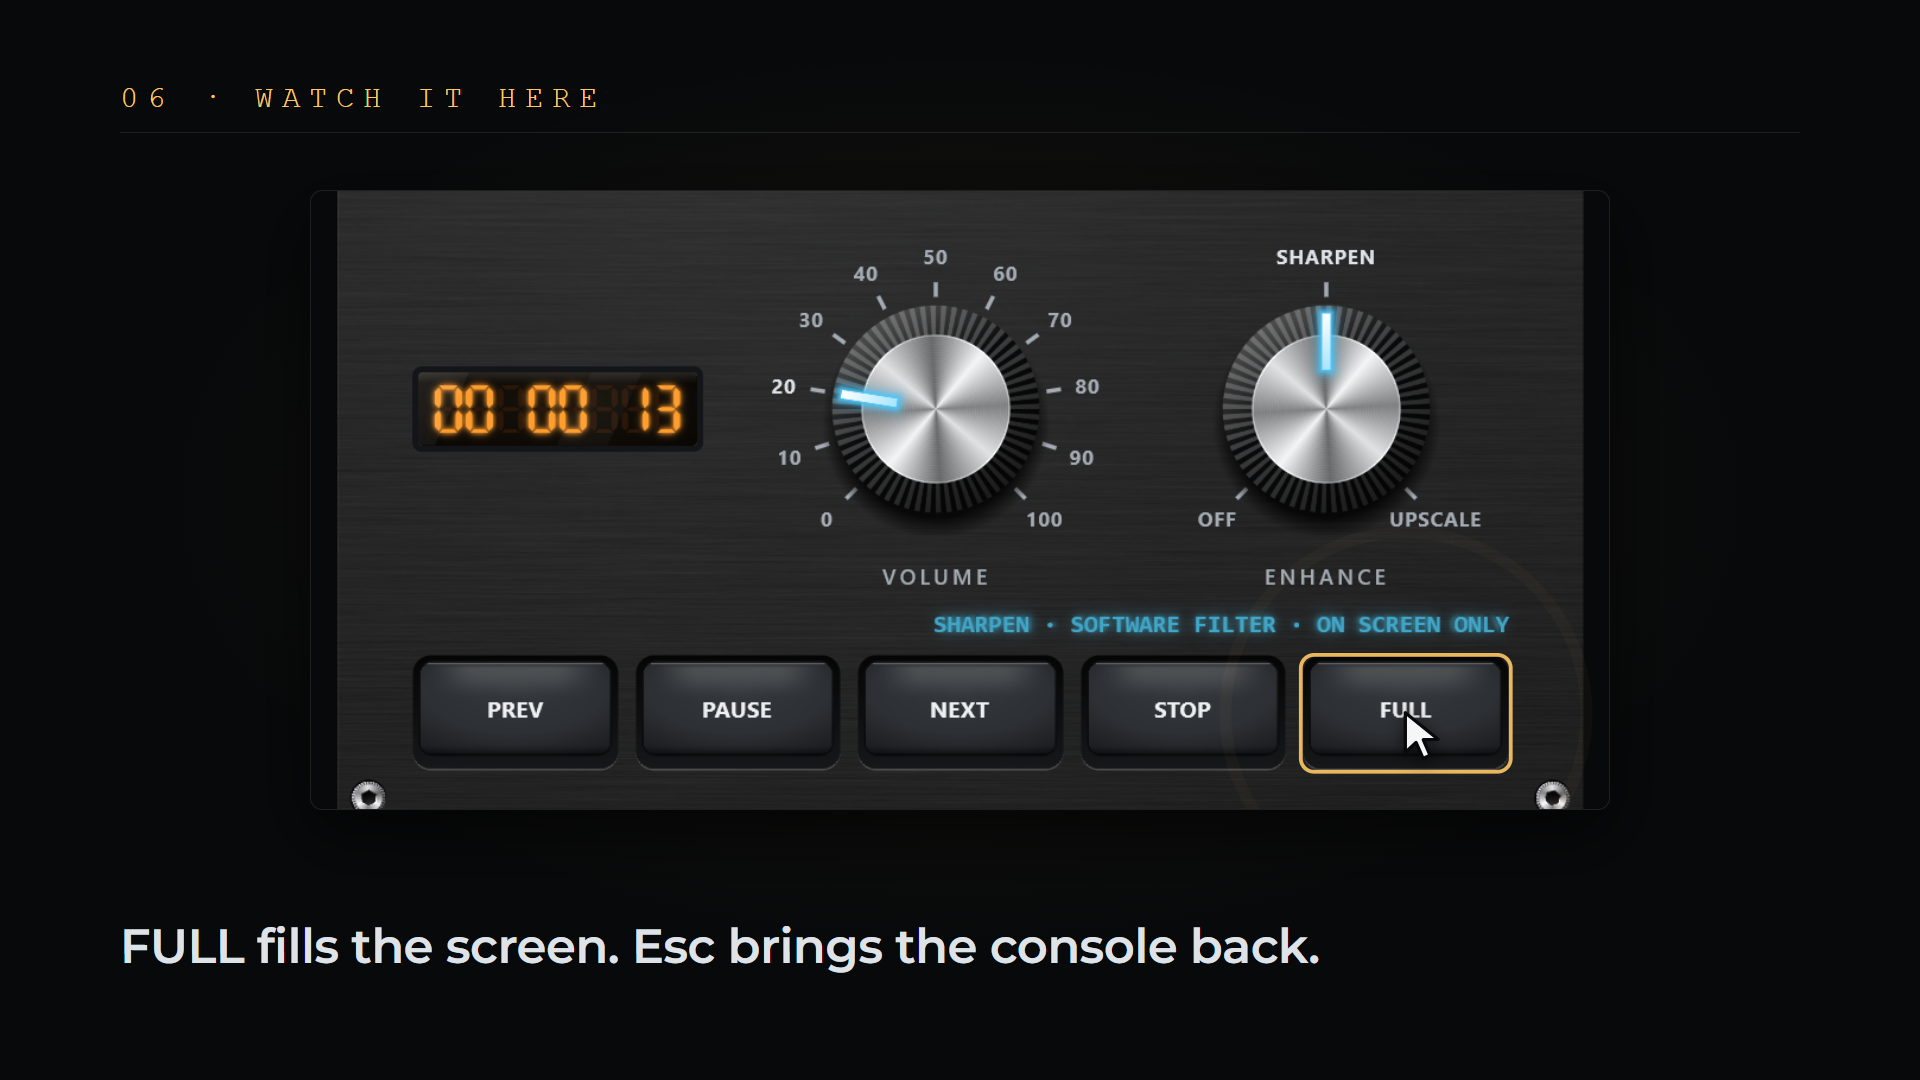 06 · WATCH IT HERE
50
40 60
30 70
20 80
10 90
0 100
VOLUME
SHARPEN
OFF UPSCALE
ENHANCE
00 00 13
SHARPEN · SOFTWARE FILTER · ON SCREEN ONLY
PREV PAUSE NEXT STOP FULL
FULL fills the screen. Esc brings the console back.